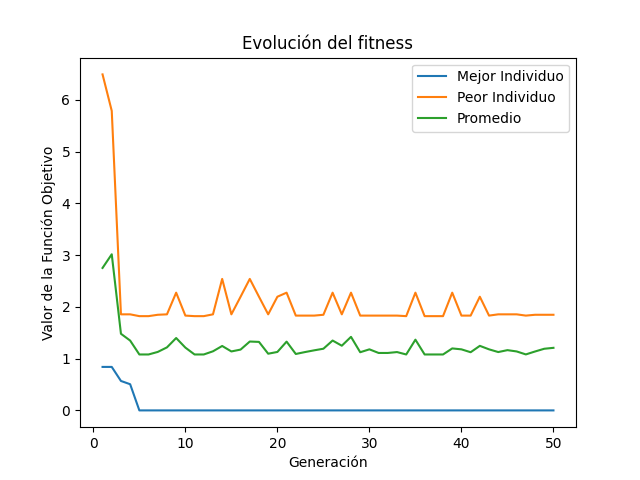 Evolución del fitness
Mejor Individuo
Peor Individuo
Promedio
Valor de la Función Objetivo
6
5
4
3
2
1
0
0 10 20 30 40 50
Generación